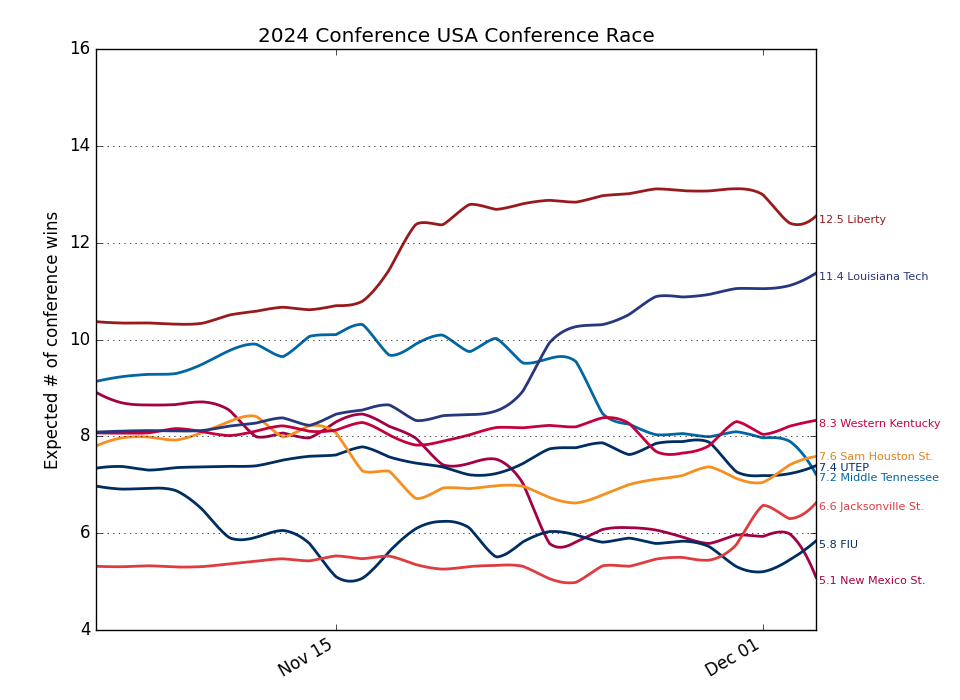 2024 Conference USA Conference Race
Expected # of conference wins
16
14
12
10
8
6
4
12.5 Liberty
11.4 Louisiana Tech
8.3 Western Kentucky
7.6 Sam Houston St.
7.4 UTEP
7.2 Middle Tennessee
6.6 Jacksonville St.
5.8 FIU
5.1 New Mexico St.
Nov 15
Dec 01